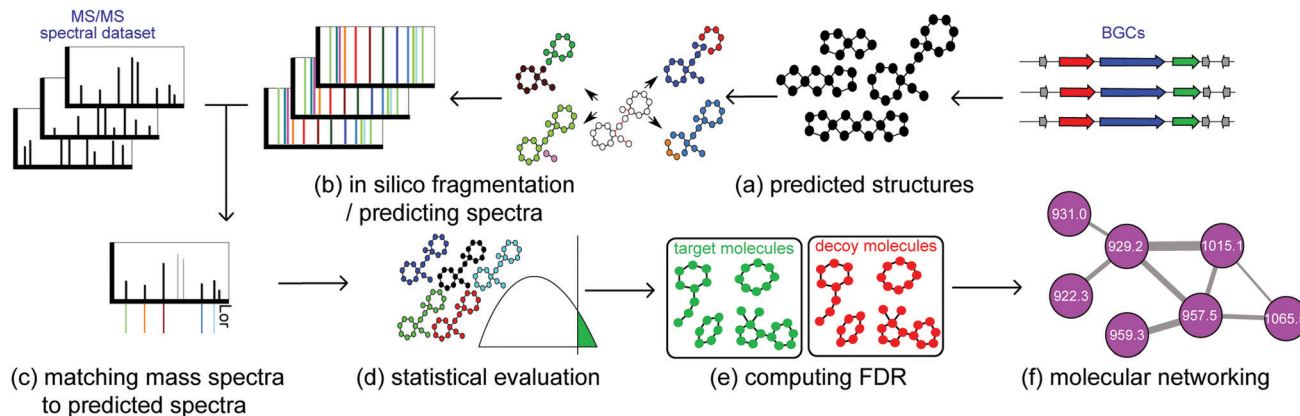 MS/MS
spectral dataset
BGCs
(b) in silico fragmentation
/ predicting spectra
(a) predicted structures
931.0
929.2
1015.1
922.3
957.5
959.3
target molecules
decoy molecules
(c) matching mass spectra
to predicted spectra
(d) statistical evaluation
(e) computing FDR
(f) molecular networking